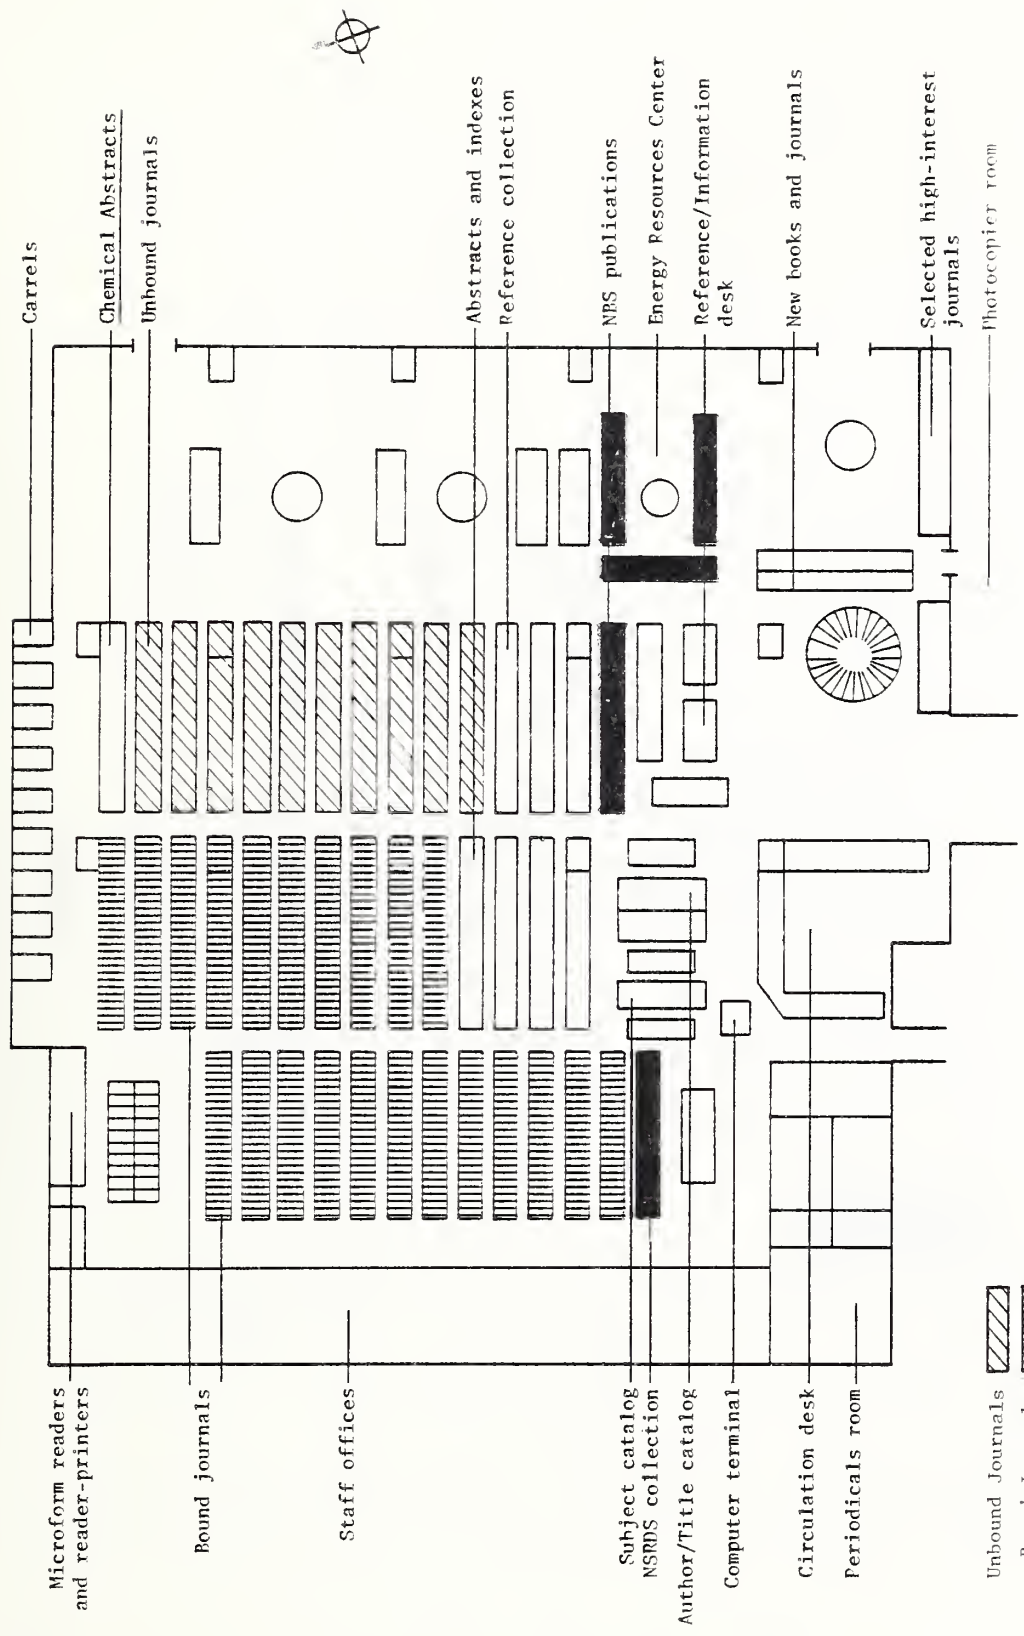 Carrels
Chemical Abstracts
Unbound journals
Abstracts and indexes
Reference collection
NBS publications
Energy Resources Center
Reference/Information
desk
New books and journals
Selected high-interest
journals
Photocopier room
Microform readers
and reader-printers
Bound journals
Staff offices
Subject catalog
NSRDS collection
Author/Title catalog
Computer terminal
Circulation desk
Periodicals room
Unbound Journals